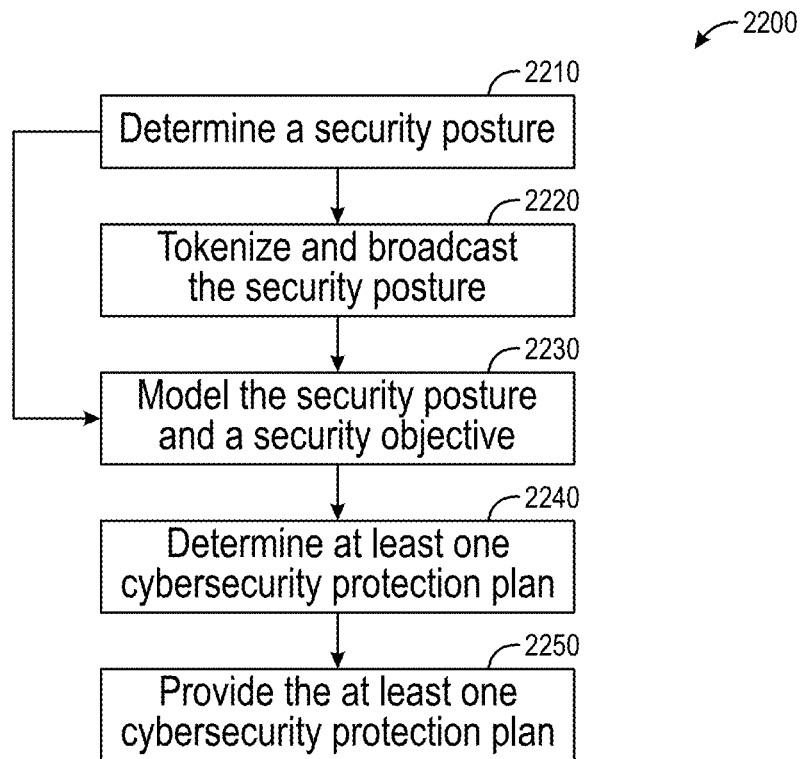 2200
2210
Determine a security posture
2220
Tokenize and broadcast
the security posture
2230
Model the security posture
and a security objective
2240
Determine at least one
cybersecurity protection plan
2250
Provide the at least one
cybersecurity protection plan